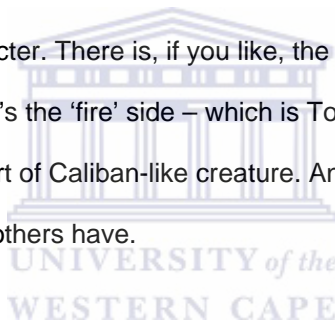 cter. There is, if you like, the
's the ‘fire’ side – which is To
rt of Caliban-like creature. Ar
others have.
UNIVERSITY of the
WESTERN CAPE